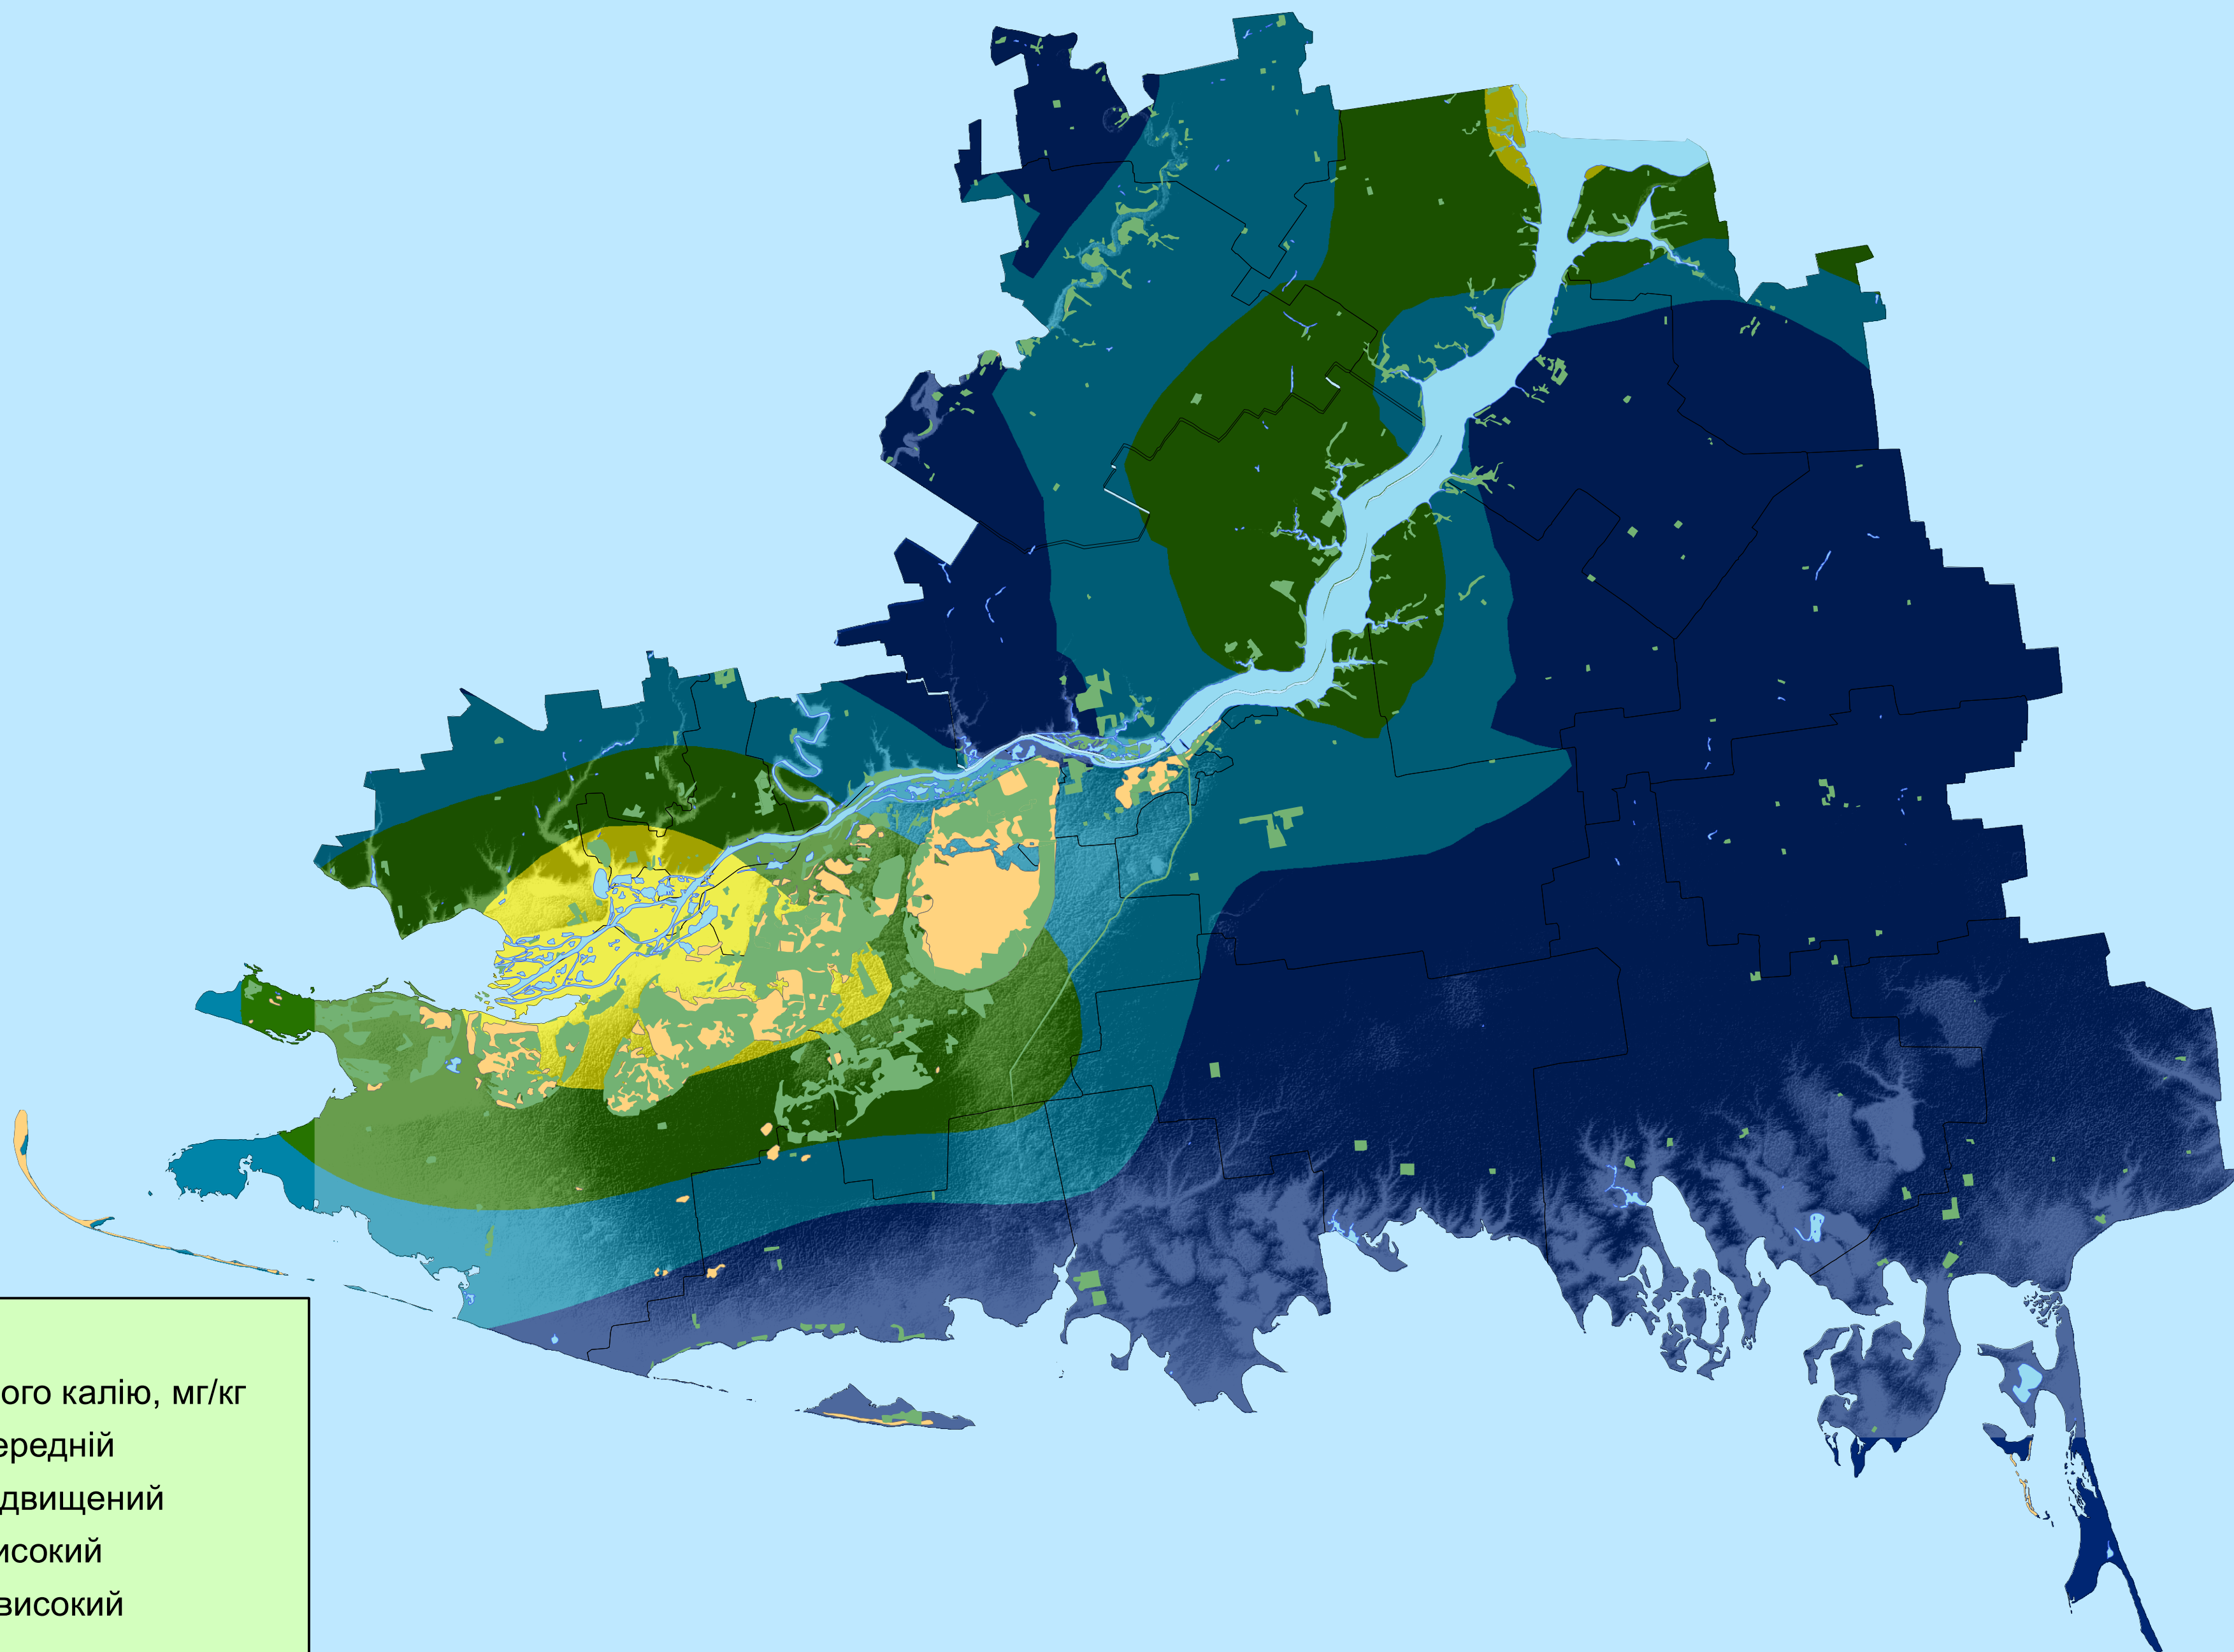 ого калію, мг/кг
ередній
двищений
исокий
високий